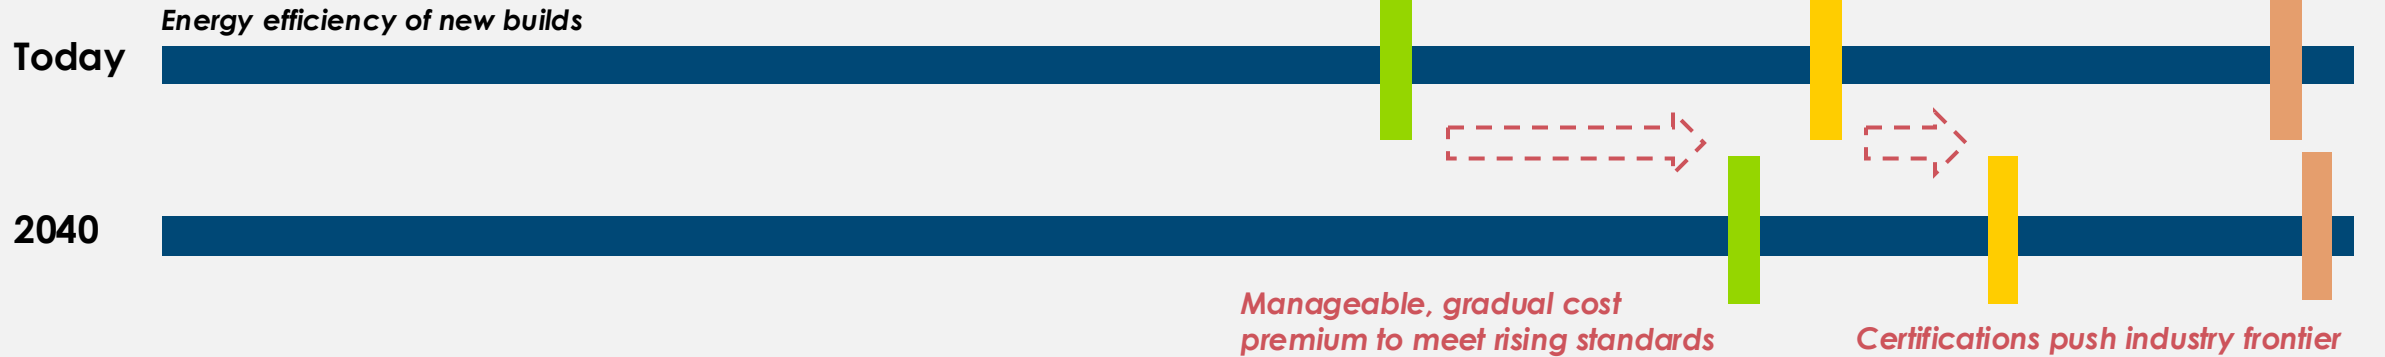 Energy efficiency of new builds
Today
2040
Manageable, gradual cost
premium to meet rising standards
Certifications push industry frontier